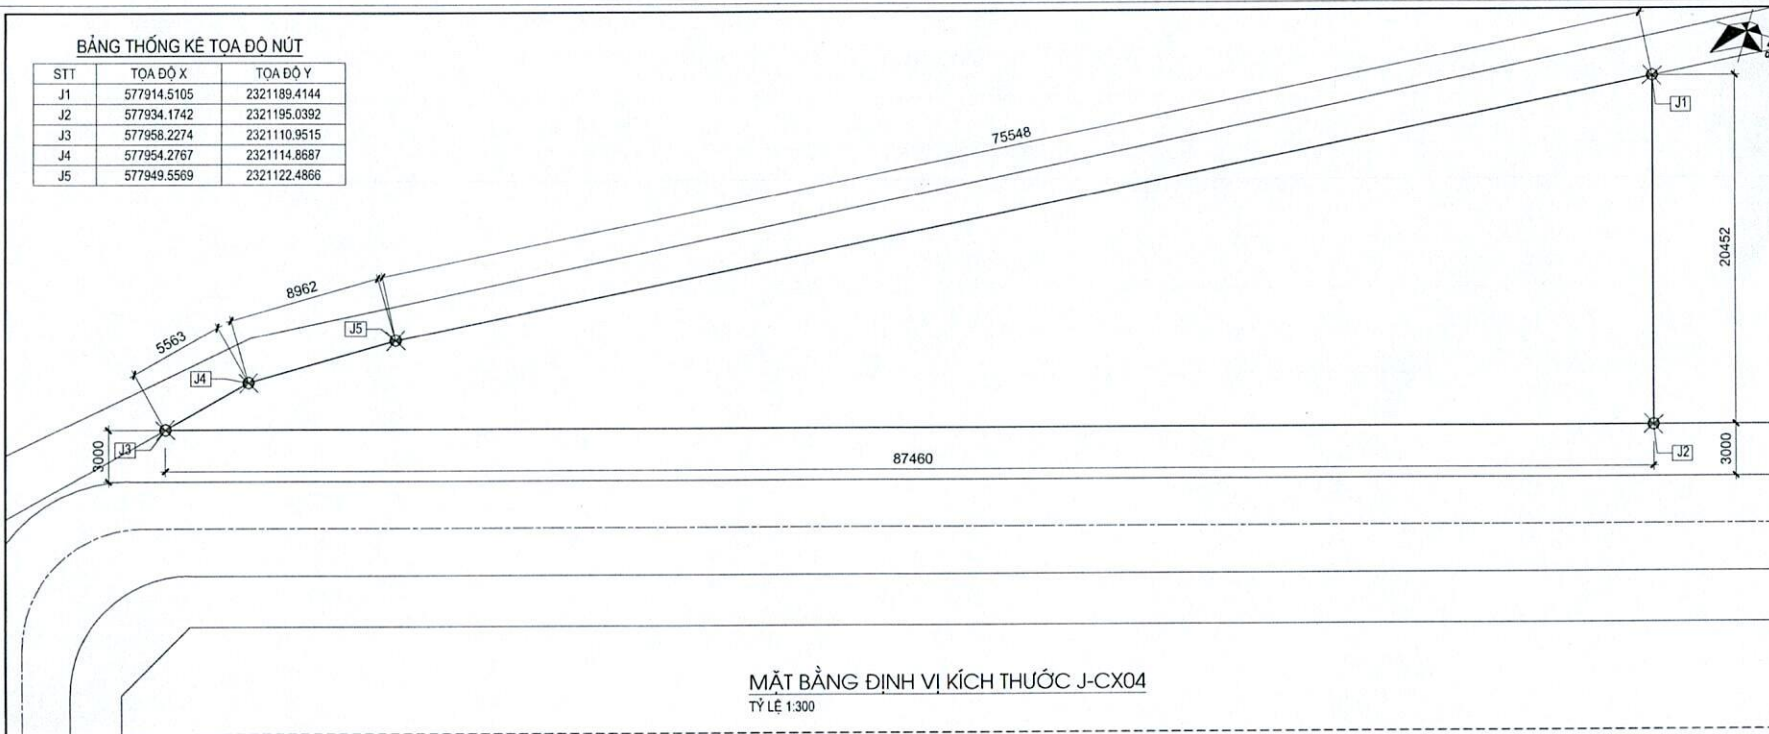 BẢNG THỐNG KÊ TỌA ĐỘ NÚT
STT TỌA ĐỘ X TỌA ĐỘ Y
J1 577914.5105 2321189.4144
J2 577934.1742 2321195.0392
J3 577958.2274 2321110.9515
J4 577954.2767 2321114.8687
J5 577949.5569 2321122.4866
75548
J1
20452
8962
J5
5563
J4
J3
3000
87460
J2
3000
MẶT BẰNG ĐỊNH VỊ KÍCH THƯỚC J-CX04
TỶ LỆ 1:300